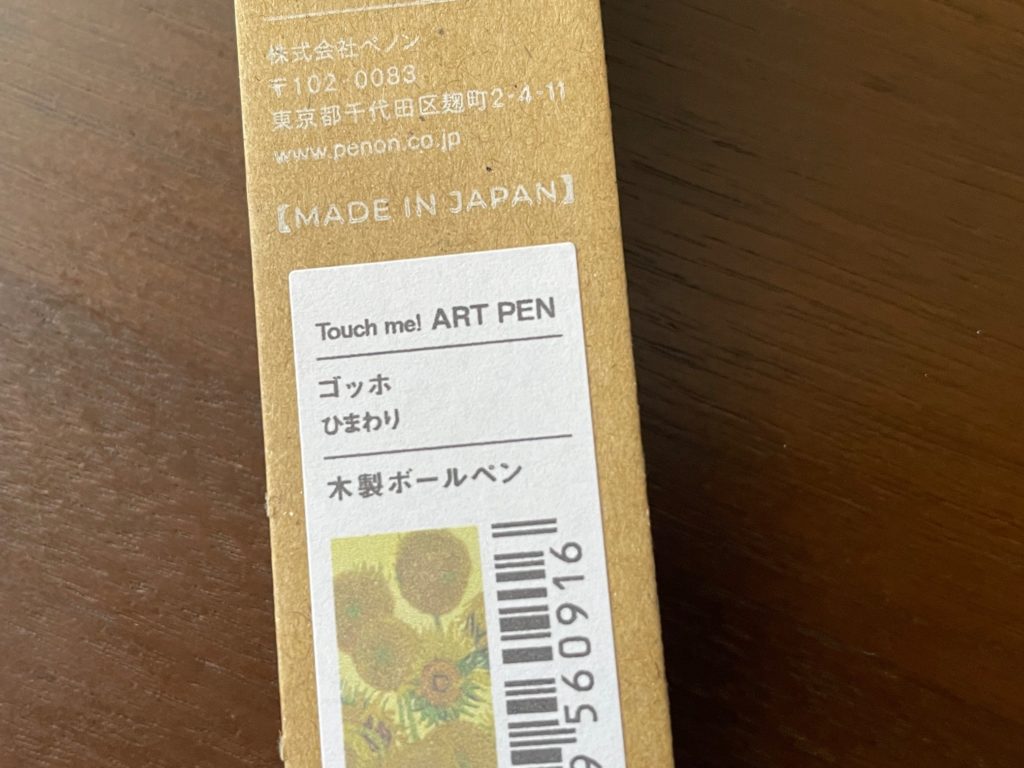 株式会社ペノン
〒102-0083
東京都千代田区麹町2-4-11
www.penon.co.jp
【MADE IN JAPAN】
Touch me! ART PEN
ゴッホ
ひまわり
木製ボールペン
560916